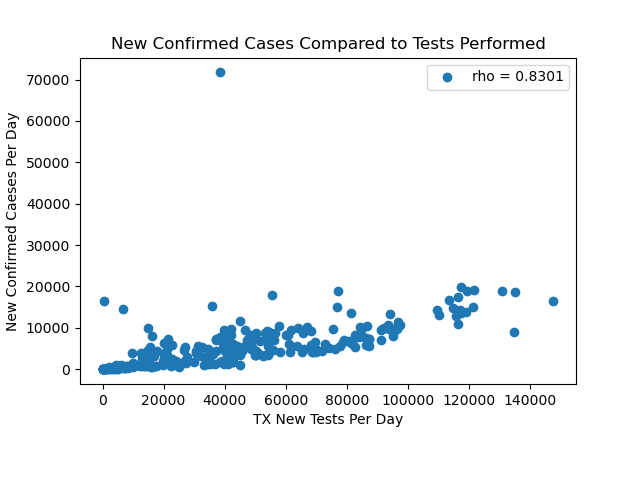 New Confirmed Cases Compared to Tests Performed
rho = 0.8301
New Confirmed Caeses Per Day
70000
60000
50000
40000
30000
20000
10000
0
0 20000 40000 60000 80000 100000 120000 140000
TX New Tests Per Day